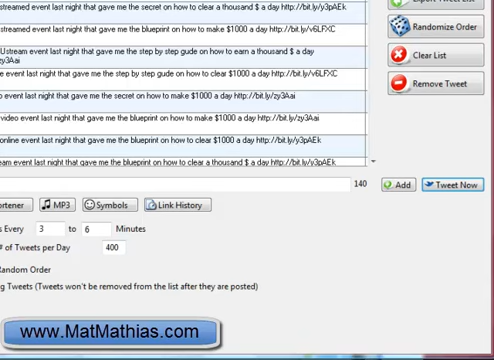 streamed event last night that gave me the secret on how to clear a thousand $ a day http://bit.ly/y3pAEk
Randomize Order
streamed event last night that gave me the blueprint on how to make $1000 a day http://bit.ly/v6LFXC
Ustream event last night that gave me the step by step gude on how to earn a thousand $ a day
zy3Aai
Clear List
e event last night that gave me the step by step gude on how to clear $1000 a day http://bit.ly/v6LFXC
Remove Tweet
o event last night that gave me the secret on how to make $1000 a day http://bit.ly/zy3Aai
video event last night that gave me the blueprint on how to make $1000 a day http://bit.ly/zy3Aai
online event last night that gave me the blueprint on how to clear $1000 a day http://bit.ly/y3pAEk
eam event last night that gave me the blueprint on how to clear a thousand $ a day http://bit.ly/y3pAEk
140 Add Tweet Now
ortener MP3 Symbols Link History
s Every 3 to 6 Minutes
# of Tweets per Day 400
Random Order
g Tweets (Tweets won't be removed from the list after they are posted)
www.MatMathias.com